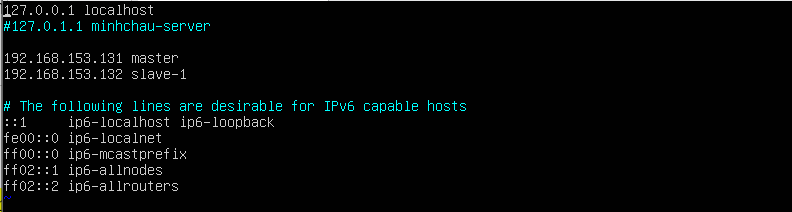 127.0.0.1 localhost
#127.0.1.1 minhchau-server
192.168.153.131 master
192.168.153.132 slave-1
# The following lines are desirable for IPv6 capable hosts
::1     ip6-localhost ip6-loopback
fe00::0 ip6-localnet
ff00::0 ip6-mcastprefix
ff02::1 ip6-allnodes
ff02::2 ip6-allrouters
~